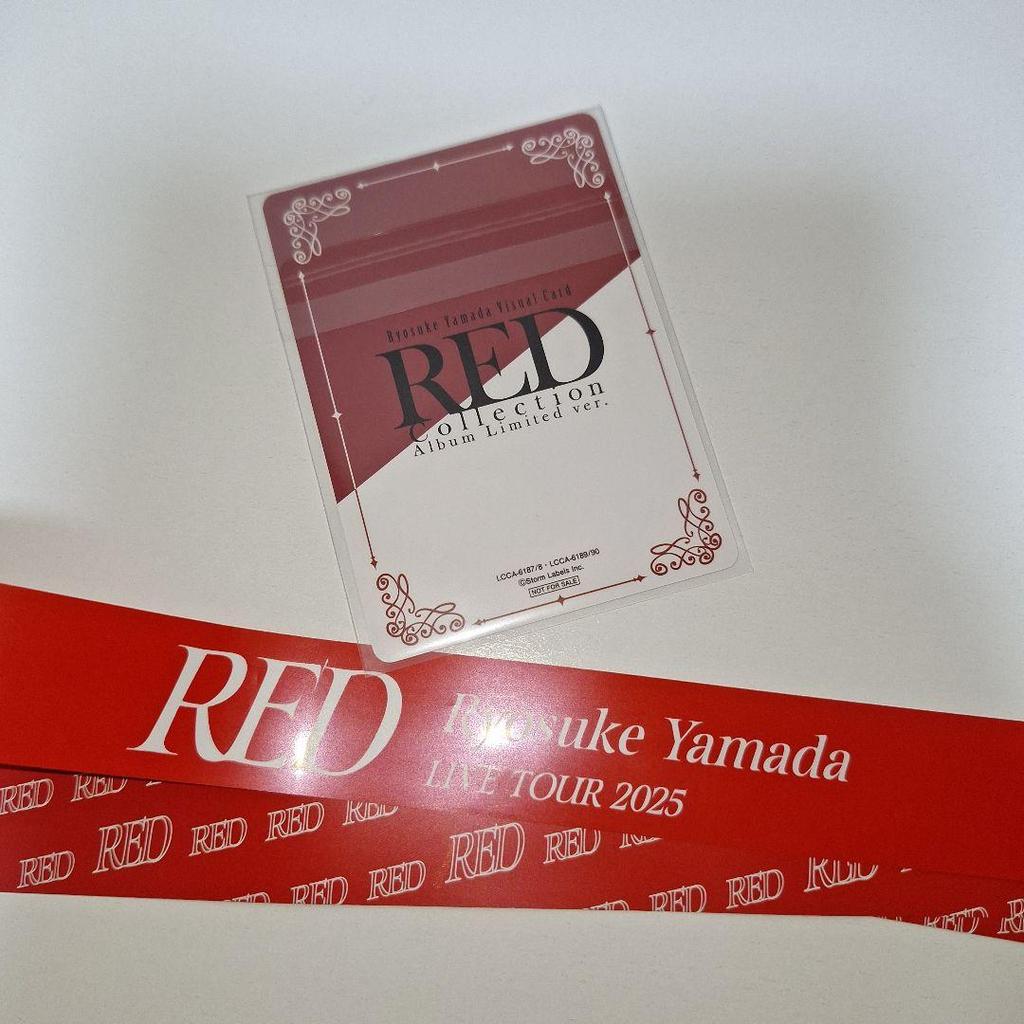 Ryosuke Yamada Visual Card
RED
Collection
Album Limited ver.
LCCA-6187/8・LCCA-6189/90
©Storm Labels Inc.
NOT FOR SALE
RED
Ryosuke Yamada
LIVE TOUR 2025
RED RED
RED RED RED RED
RED RED RED RED RED
RED RED RED
RED RED